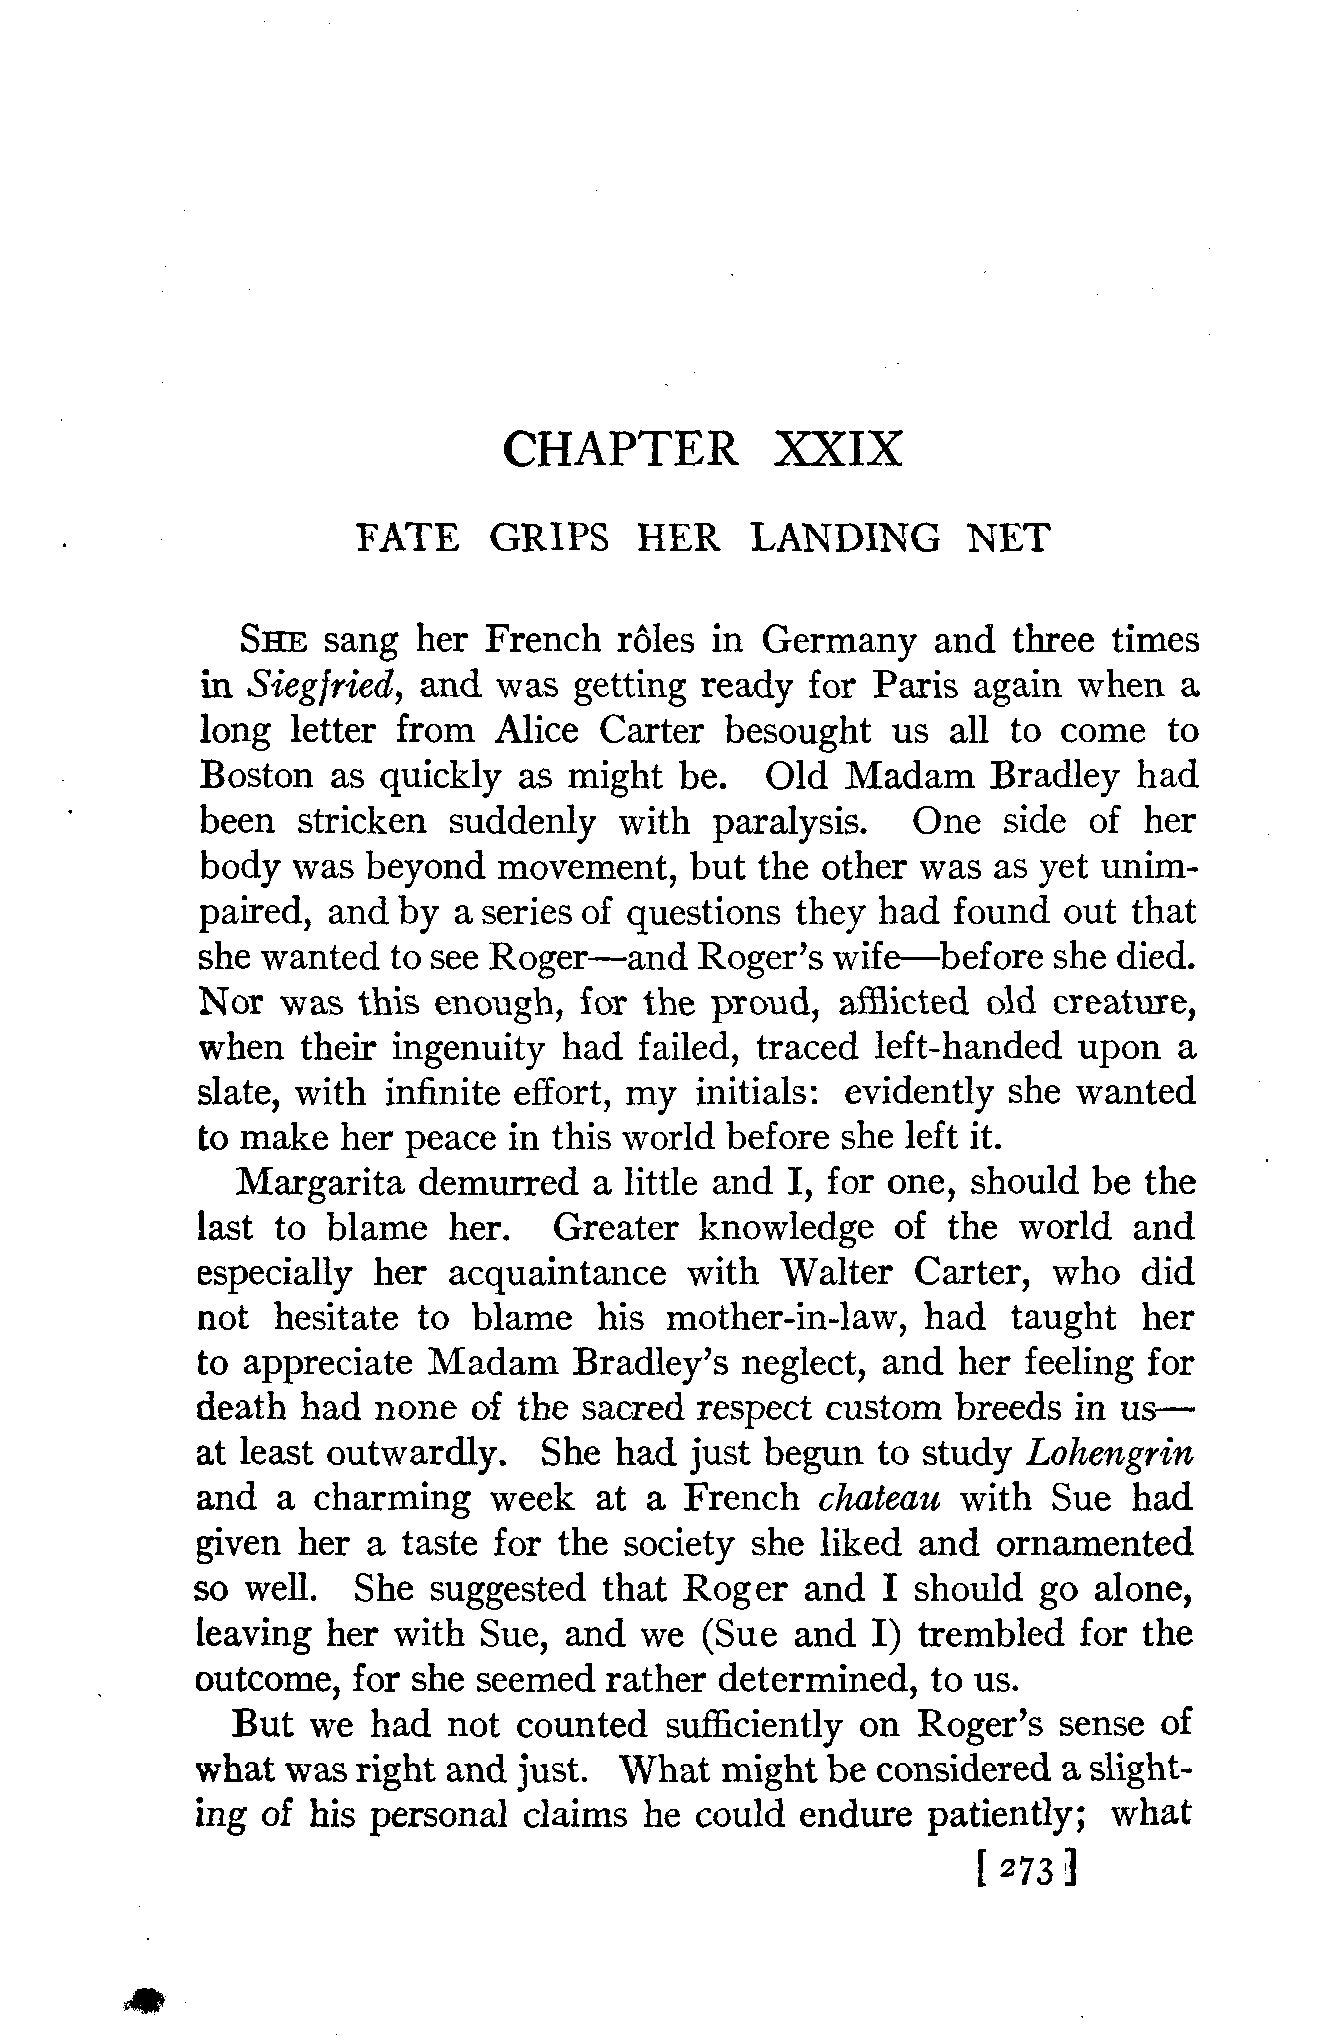 CHAPTER XXIX
FATE GRIPS HER LANDING NET
SHE sang her French rôles in Germany and three times
in Siegfried, and was getting ready for Paris again when a
long letter from Alice Carter besought us all to come to
Boston as quickly as might be. Old Madam Bradley had
been stricken suddenly with paralysis. One side of her
body was beyond movement, but the other was as yet unim-
paired, and by a series of questions they had found out that
she wanted to see Roger—and Roger's wife—before she died.
Nor was this enough, for the proud, afflicted old creature,
when their ingenuity had failed, traced left-handed upon a
slate, with infinite effort, my initials: evidently she wanted
to make her peace in this world before she left it.
Margarita demurred a little and I, for one, should be the
last to blame her. Greater knowledge of the world and
especially her acquaintance with Walter Carter, who did
not hesitate to blame his mother-in-law, had taught her
to appreciate Madam Bradley's neglect, and her feeling for
death had none of the sacred respect custom breeds in us—
at least outwardly. She had just begun to study Lohengrin
and a charming week at a French chateau with Sue had
given her a taste for the society she liked and ornamented
so well. She suggested that Roger and I should go alone,
leaving her with Sue, and we (Sue and I) trembled for the
outcome, for she seemed rather determined, to us.
But we had not counted sufficiently on Roger's sense of
what was right and just. What might be considered a slight-
ing of his personal claims he could endure patiently; what
[ 273 ]